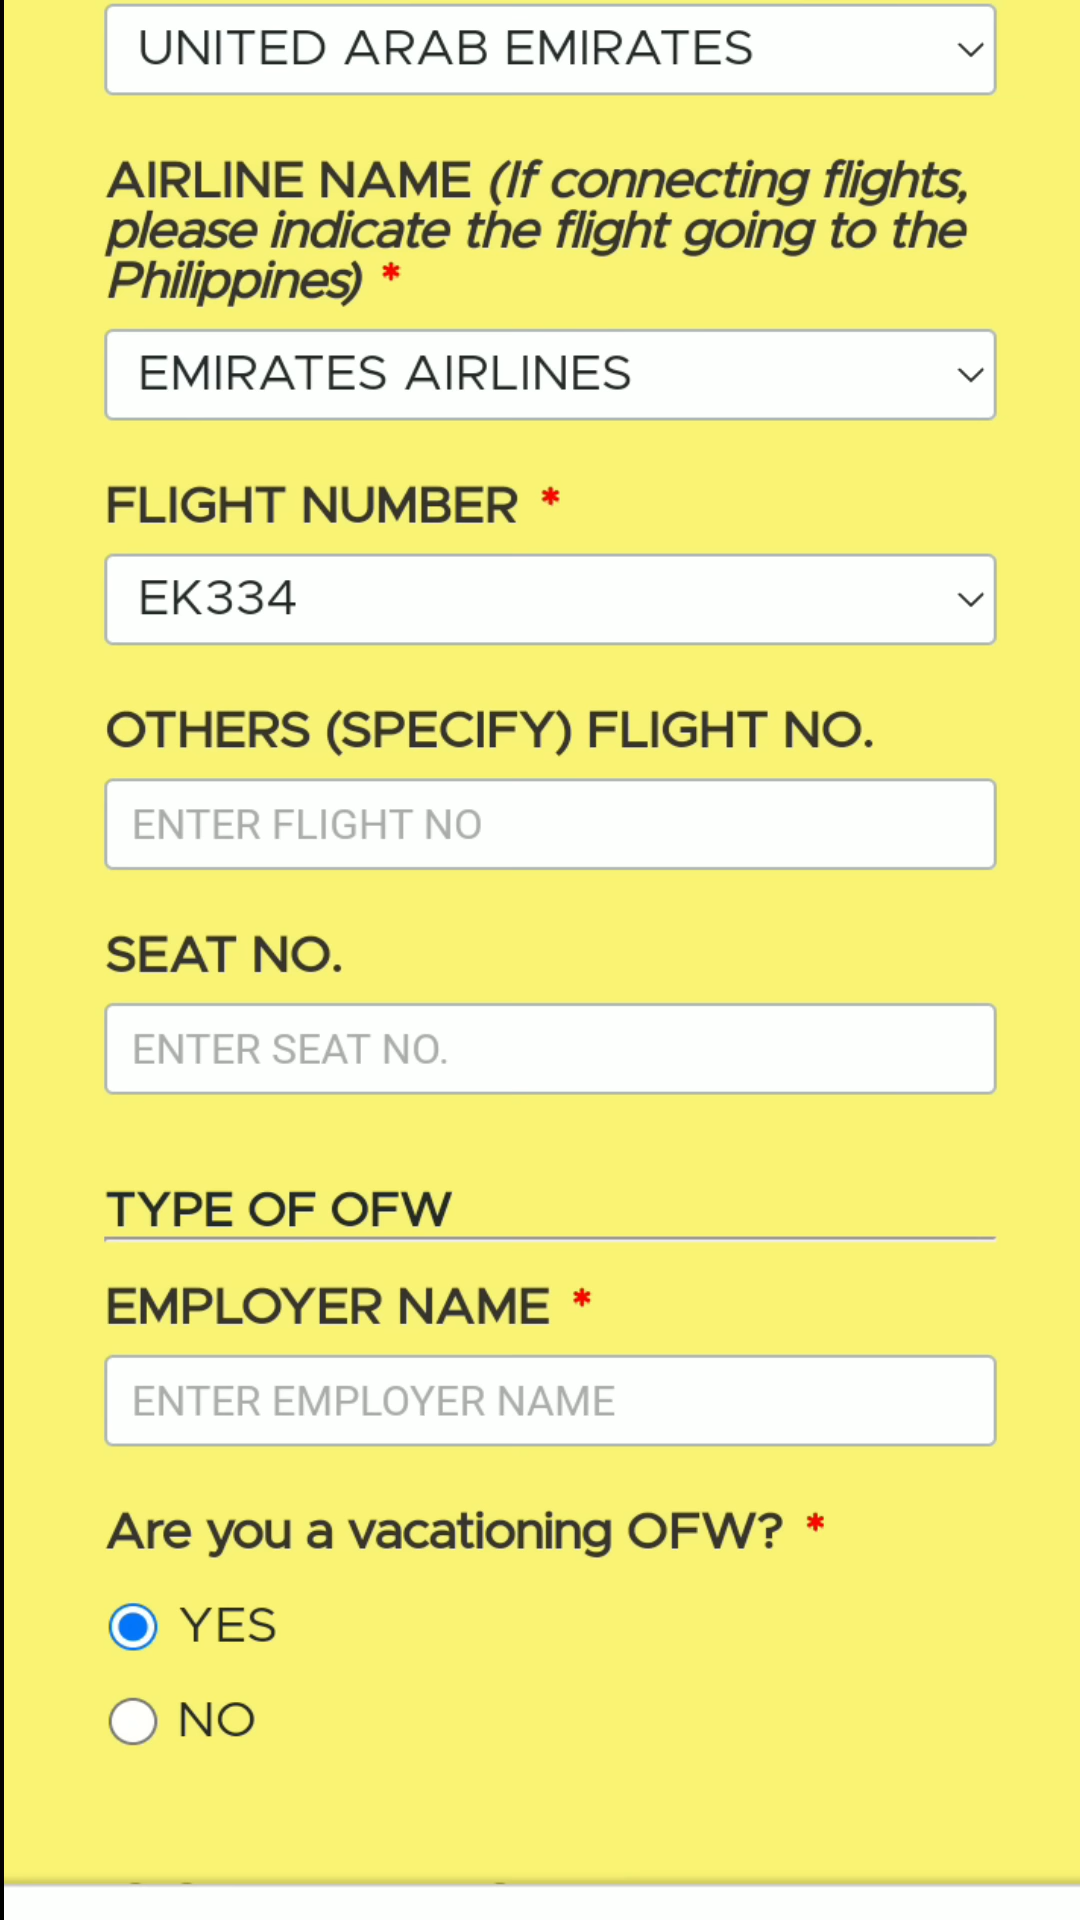 UNITED ARAB EMIRATES
AIRLINE NAME (If connecting flights,
please indicate the flight going to the
Philippines) *
EMIRATES AIRLINES
FLIGHT NUMBER *
EK334
OTHERS (SPECIFY) FLIGHT NO.
ENTER FLIGHT NO
SEAT NO.
ENTER SEAT NO.
TYPE OF OFW
EMPLOYER NAME *
ENTER EMPLOYER NAME
Are you a vacationing OFW? *
YES
NO